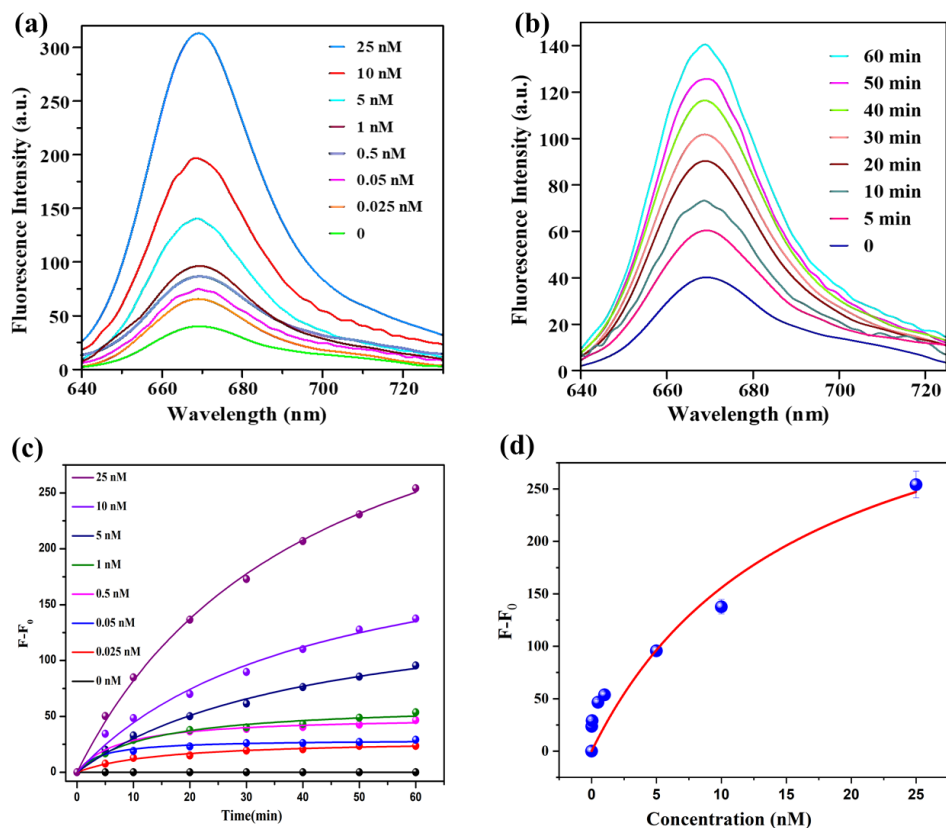 (a)
Fluorescence Intensity (a.u.)
300
250
200
150
100
50
0
640
660
680
700
720
Wavelength (nm)
25 nM
10 nM
5 nM
1 nM
0.5 nM
0.05 nM
0.025 nM
0
(b)
Fluorescence Intensity (a.u.)
140
120
100
80
60
40
20
0
640
660
680
700
720
Wavelength (nm)
60 min
50 min
40 min
30 min
20 min
10 min
5 min
0
(c)
F-F0
250
200
150
100
50
0
0
10
20
30
40
50
60
Time(min)
25 nM
10 nM
5 nM
1 nM
0.5 nM
0.05 nM
0.025 nM
0 nM
(d)
F-F0
250
200
150
100
50
0
0
5
10
15
20
25
Concentration (nM)